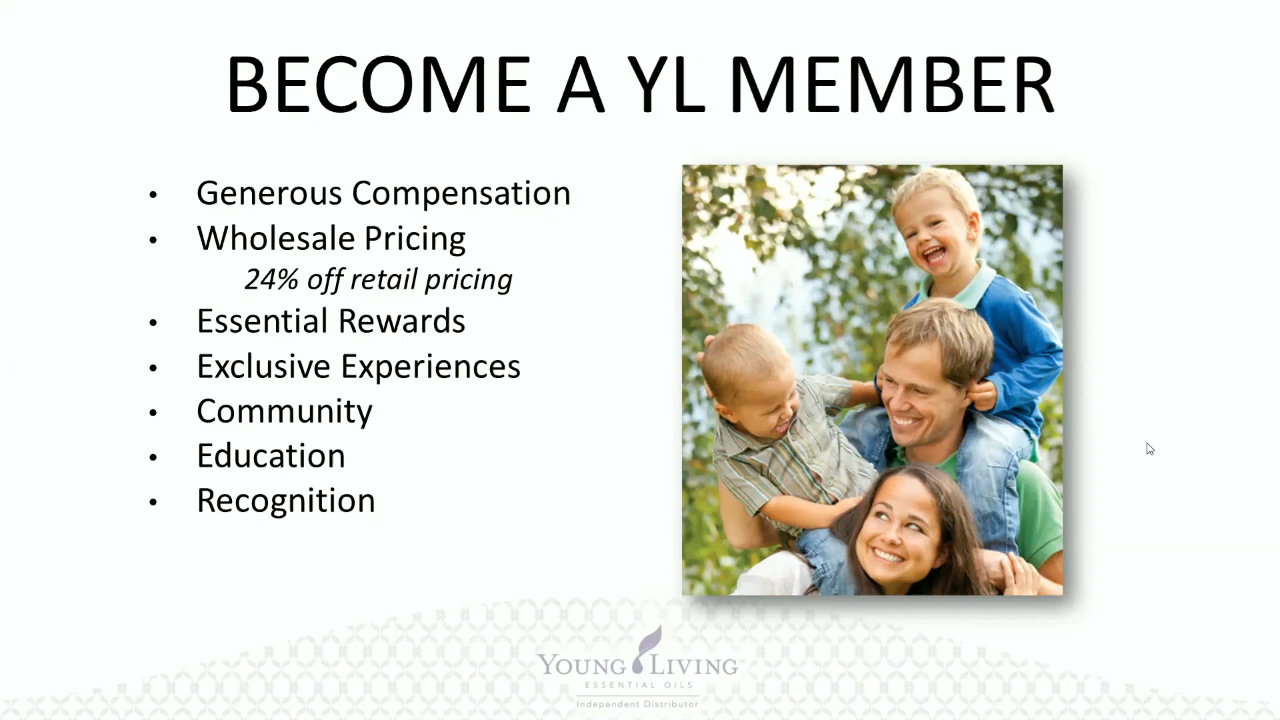 BECOME A YL MEMBER
• Generous Compensation
• Wholesale Pricing
24% off retail pricing
• Essential Rewards
• Exclusive Experiences
• Community
• Education
• Recognition
YOUNG LIVING
ESSENTIAL OILS
Independent Distributor